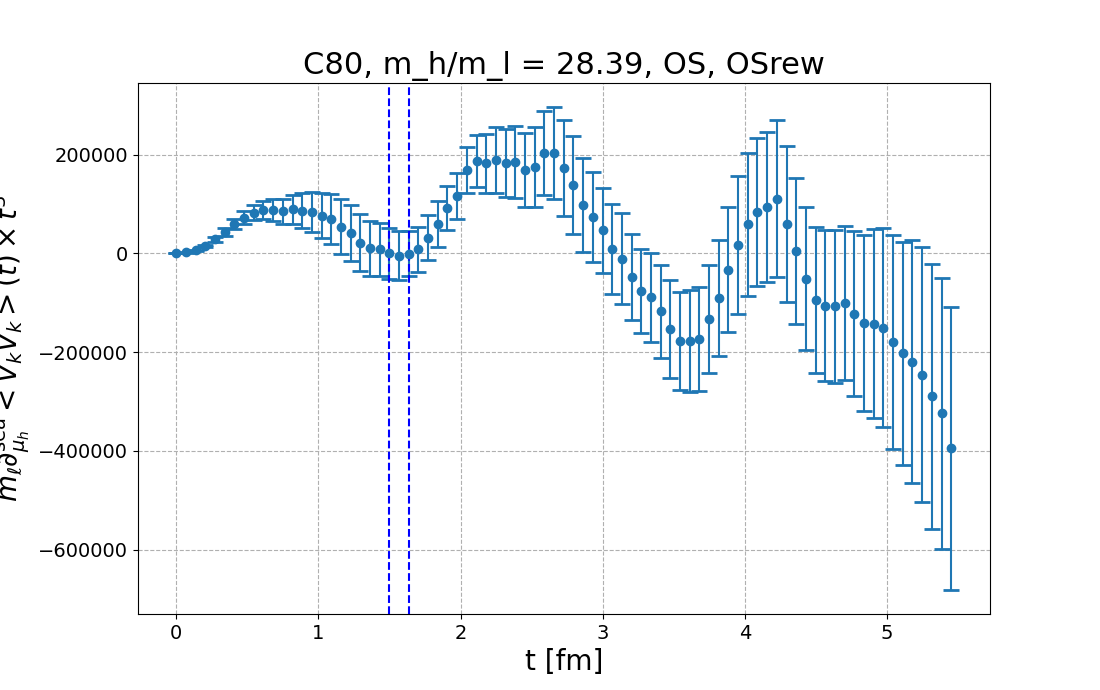 C80, m_h/m_l = 28.39, OS, OSrew
200000
0
−200000
−400000
−600000
0 1 2 3 4 5
t [fm]